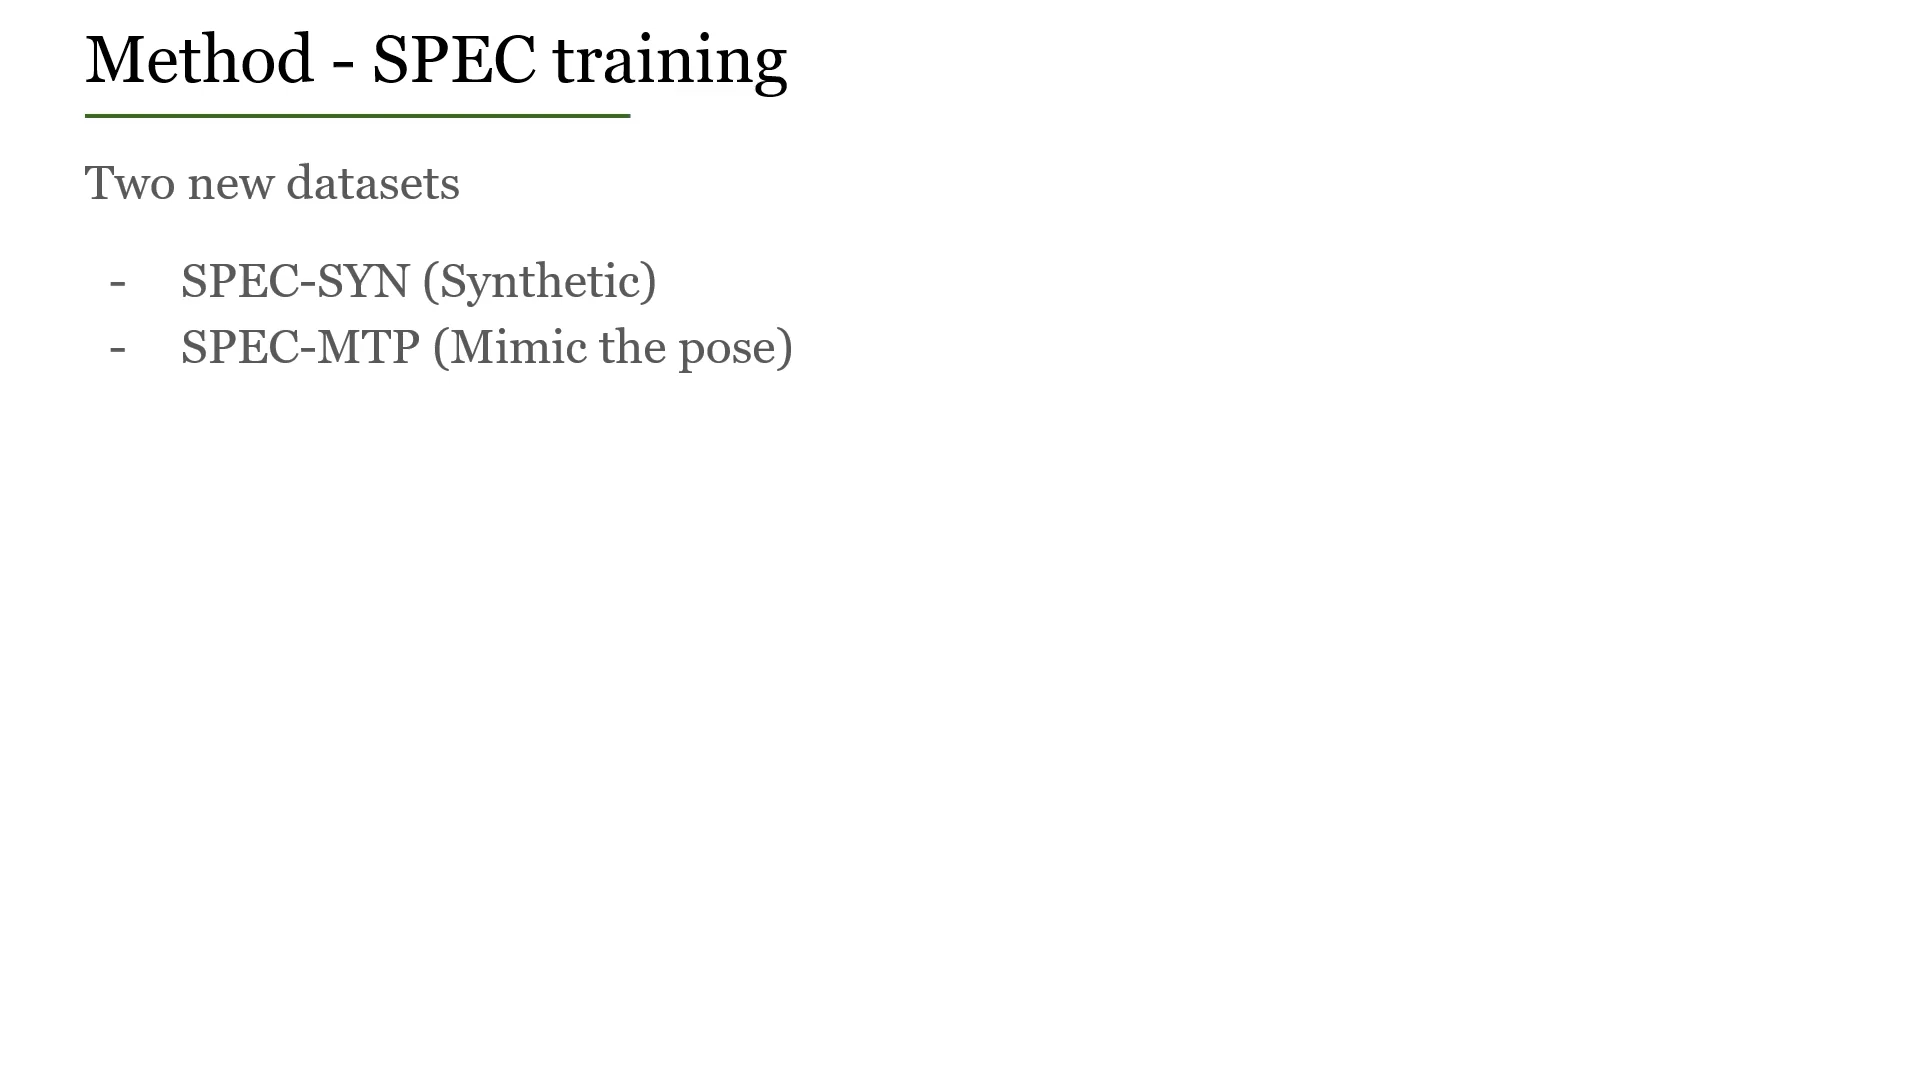 Method - SPEC training
Two new datasets
- SPEC-SYN (Synthetic)
- SPEC-MTP (Mimic the pose)